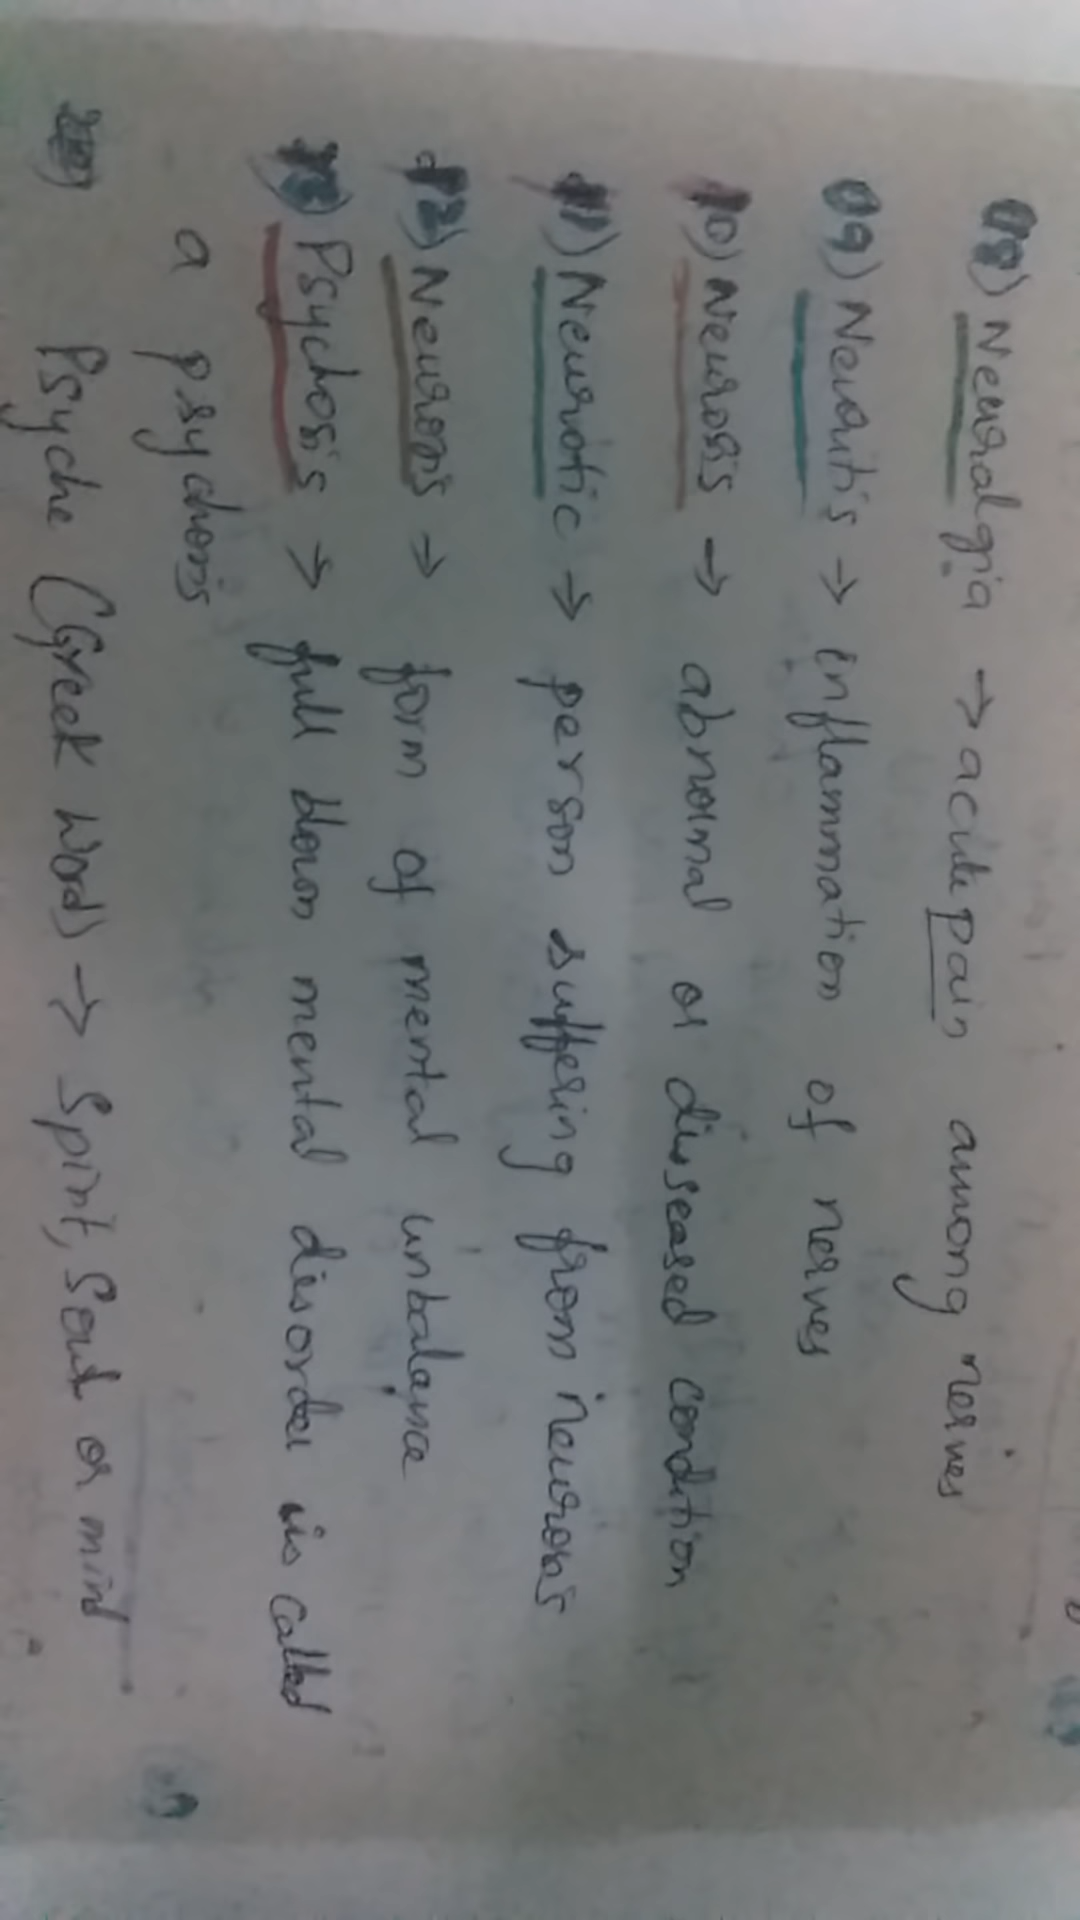 08) Neuralgia → acute pain among nerves
09) Neuritis → inflammation of nerves
10) Neurosis → abnormal or diseased condition
11) Neurotic → person suffering from neurosis
12) Neurosis → form of mental unbalance
Psychosis → full blown mental disorder is called
a psychosis
Psyche (Greek Word) → Spirit, Soul or mind